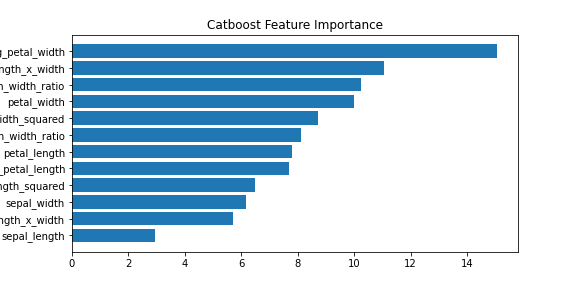 Catboost Feature Importance
g_petal_width
ngth_x_width
h_width_ratio
petal_width
idth_squared
h_width_ratio
petal_length
_petal_length
ngth_squared
sepal_width
ngth_x_width
sepal_length
0 2 4 6 8 10 12 14